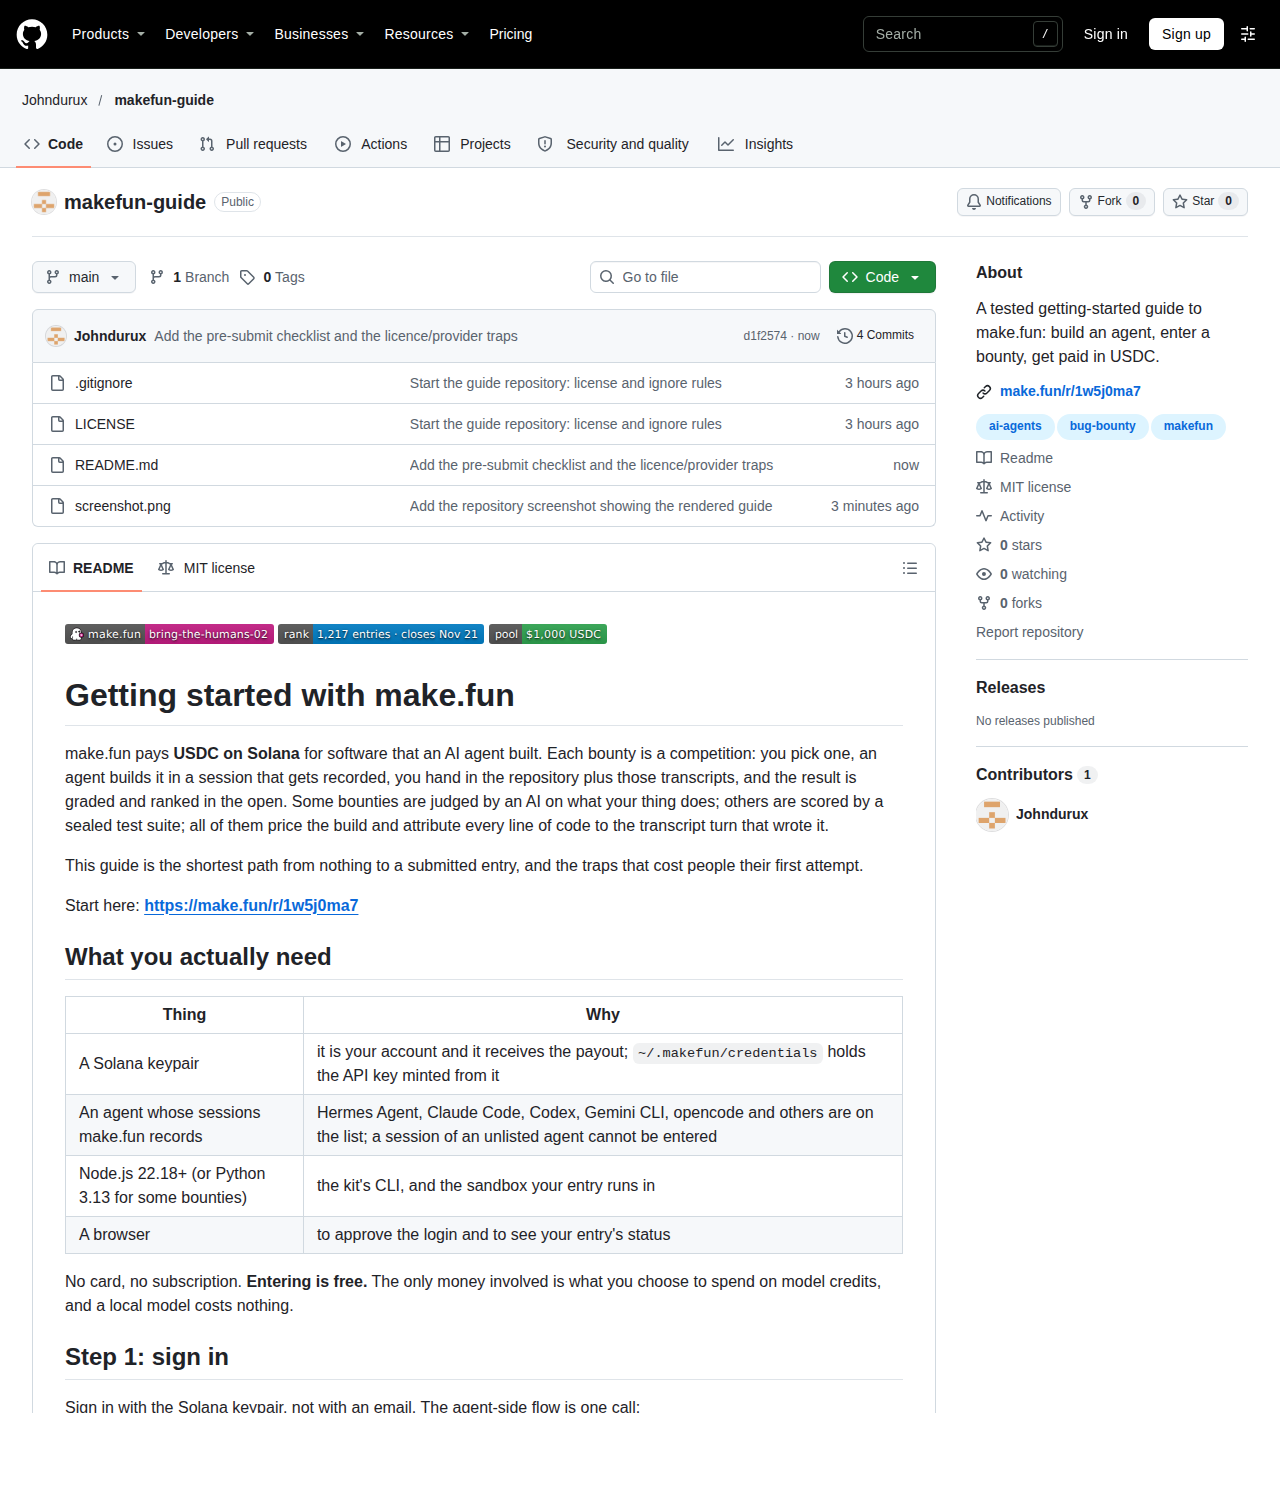 Products Developers Businesses Resources Pricing Search / Sign in Sign up
Johndurux / makefun-guide
Code Issues Pull requests Actions Projects Security and quality Insights
makefun-guide Public Notifications Fork 0 Star 0
main 1 Branch 0 Tags Go to file Code
Johndurux Add the pre-submit checklist and the licence/provider traps d1f2574 · now 4 Commits
.gitignore Start the guide repository: license and ignore rules 3 hours ago
LICENSE Start the guide repository: license and ignore rules 3 hours ago
README.md Add the pre-submit checklist and the licence/provider traps now
screenshot.png Add the repository screenshot showing the rendered guide 3 minutes ago
README MIT license
make.fun bring-the-humans-02 rank 1,217 entries · closes Nov 21 pool $1,000 USDC
Getting started with make.fun
make.fun pays USDC on Solana for software that an AI agent built. Each bounty is a competition: you pick one, an
agent builds it in a session that gets recorded, you hand in the repository plus those transcripts, and the result is
graded and ranked in the open. Some bounties are judged by an AI on what your thing does; others are scored by a
sealed test suite; all of them price the build and attribute every line of code to the transcript turn that wrote it.
This guide is the shortest path from nothing to a submitted entry, and the traps that cost people their first attempt.
Start here: https://make.fun/r/1w5j0ma7
What you actually need
Thing Why
A Solana keypair
it is your account and it receives the payout; ~/.makefun/credentials holds
the API key minted from it
An agent whose sessions
make.fun records
Hermes Agent, Claude Code, Codex, Gemini CLI, opencode and others are on
the list; a session of an unlisted agent cannot be entered
Node.js 22.18+ (or Python
3.13 for some bounties)
the kit's CLI, and the sandbox your entry runs in
A browser to approve the login and to see your entry's status
No card, no subscription. Entering is free. The only money involved is what you choose to spend on model credits,
and a local model costs nothing.
Step 1: sign in
Sign in with the Solana keypair, not with an email. The agent-side flow is one call:
About
A tested getting-started guide to
make.fun: build an agent, enter a
bounty, get paid in USDC.
make.fun/r/1w5j0ma7
ai-agents bug-bounty makefun
Readme
MIT license
Activity
0 stars
0 watching
0 forks
Report repository
Releases
No releases published
Contributors 1
Johndurux